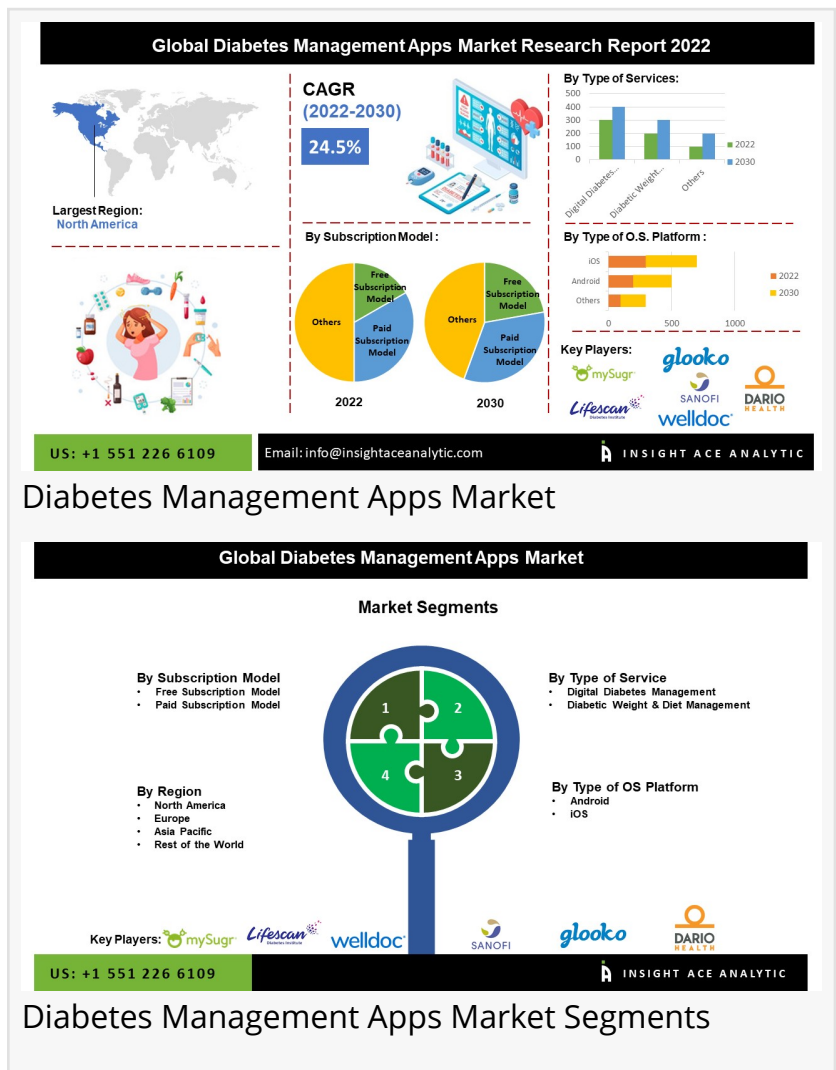 Global Diabetes Management Apps Market Research Report 2022
Largest Region:
North America
CAGR
(2022-2030)
24.5%
By Type of Services:
500
400
300
200
100
0
Digital Diabetes...
Diabetic Weight...
Others
2022
2030
By Subscription Model :
Free
Subscription
Model
Paid
Subscription
Model
Others
2022
Free
Subscription
Model
Paid
Subscription
Model
Others
2030
By Type of O.S. Platform :
iOS
Android
Others
0
500
1000
2022
2030
Key Players:
mySugr
glooko
SANOFI
DARIO
HEALTH
Lifescan
Diabetes Institute
welldoc
US: +1 551 226 6109
Email: info@insightaceanalytic.com
INSIGHT ACE ANALYTIC
Diabetes Management Apps Market
Global Diabetes Management Apps Market
Market Segments
By Subscription Model
• Free Subscription Model
• Paid Subscription Model
By Type of Service
• Digital Diabetes Management
• Diabetic Weight & Diet Management
1
2
4
3
By Region
• North America
• Europe
• Asia Pacific
• Rest of the World
By Type of OS Platform
• Android
• iOS
Key Players:
mySugr
Lifescan
Diabetes Institute
welldoc
SANOFI
glooko
DARIO
HEALTH
US: +1 551 226 6109
INSIGHT ACE ANALYTIC
Diabetes Management Apps Market Segments